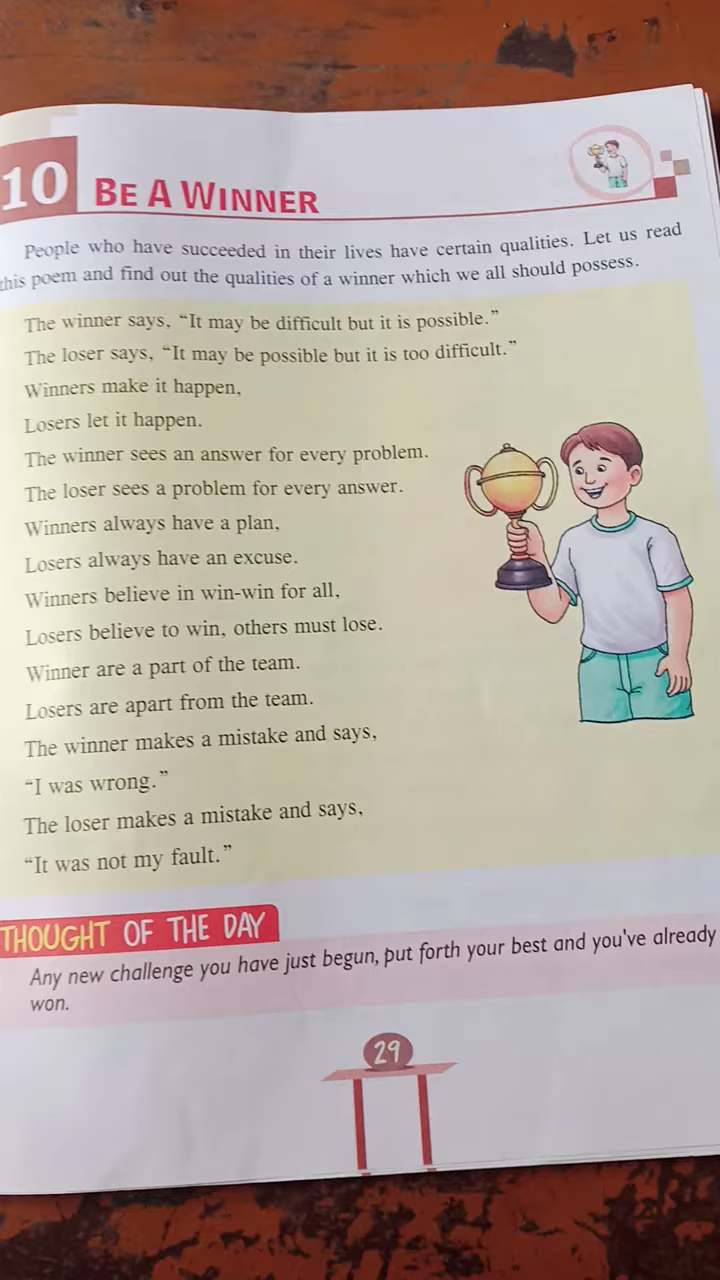 10 BE A WINNER
People who have succeeded in their lives have certain qualities. Let us read
this poem and find out the qualities of a winner which we all should possess.
The winner says, “It may be difficult but it is possible.”
The loser says, “It may be possible but it is too difficult.”
Winners make it happen,
Losers let it happen.
The winner sees an answer for every problem.
The loser sees a problem for every answer.
Winners always have a plan,
Losers always have an excuse.
Winners believe in win-win for all,
Losers believe to win, others must lose.
Winner are a part of the team.
Losers are apart from the team.
The winner makes a mistake and says,
“I was wrong.”
The loser makes a mistake and says,
“It was not my fault.”
THOUGHT OF THE DAY
Any new challenge you have just begun, put forth your best and you've already
won.
29